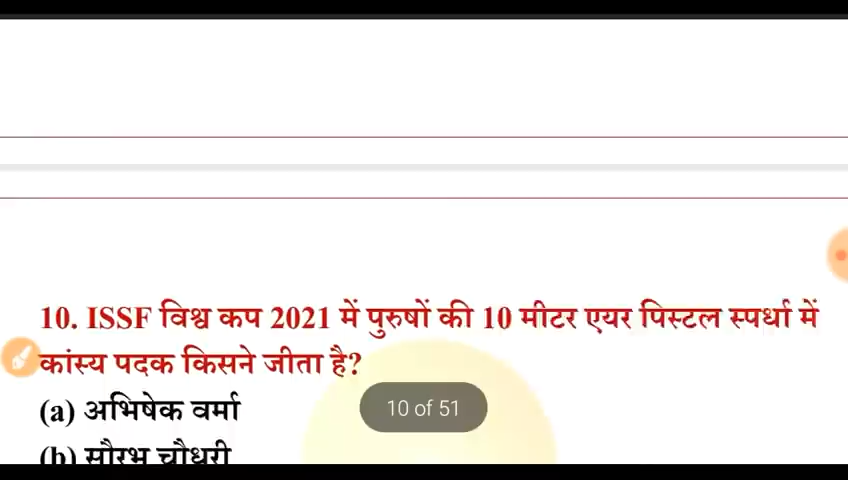 10. ISSF विश्व कप 2021 में पुरुषों की 10 मीटर एयर पिस्टल स्पर्धा में
कांस्य पदक किसने जीता है?
(a) अभिषेक वर्मा
10 of 51
(b) सौरभ चौधरी